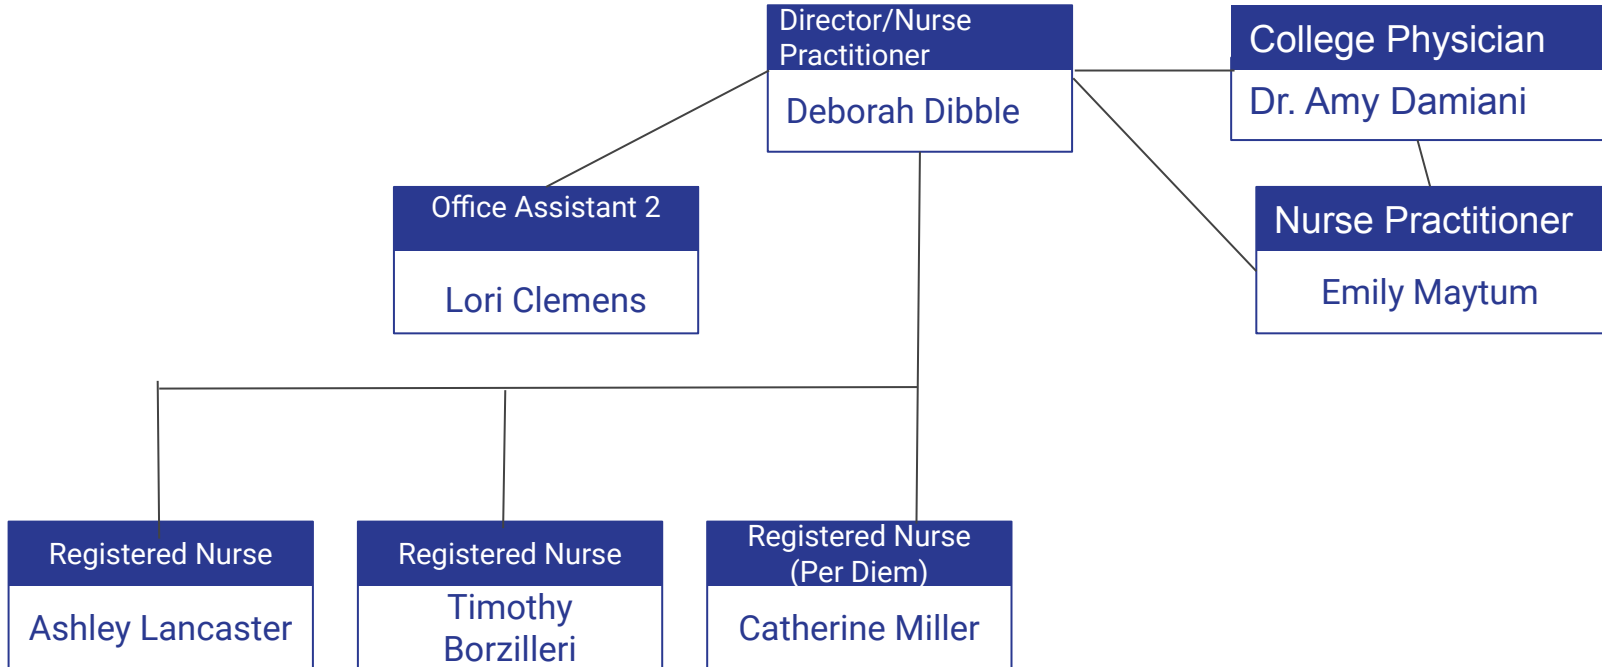 Director/Nurse
Practitioner
Deborah Dibble
College Physician
Dr. Amy Damiani
Office Assistant 2
Lori Clemens
Nurse Practitioner
Emily Maytum
Registered Nurse
Ashley Lancaster
Registered Nurse
Timothy
Borzilleri
Registered Nurse
(Per Diem)
Catherine Miller